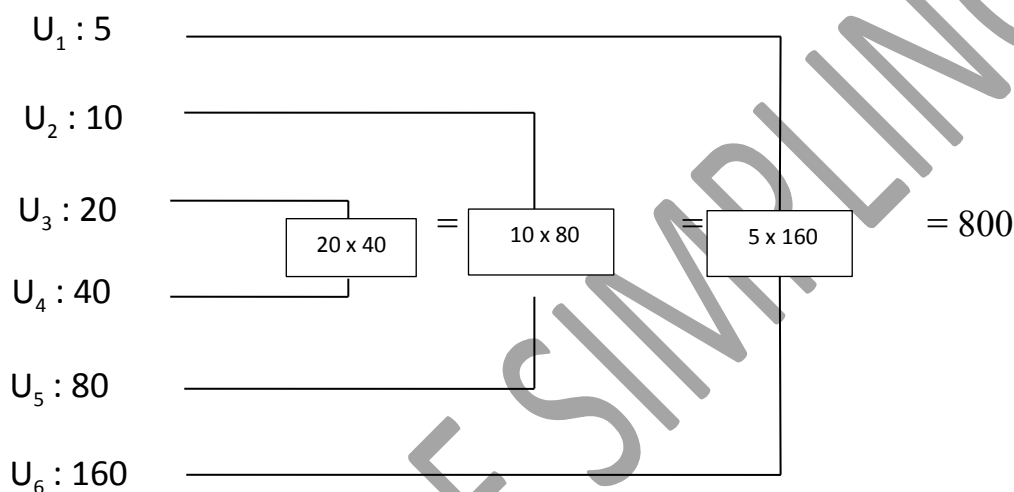 U₁ : 5
U₂ : 10
U₃ : 20
20 x 40 = 10 x 80 = 5 x 160 = 800
U₄ : 40
U₅ : 80
U₆ : 160